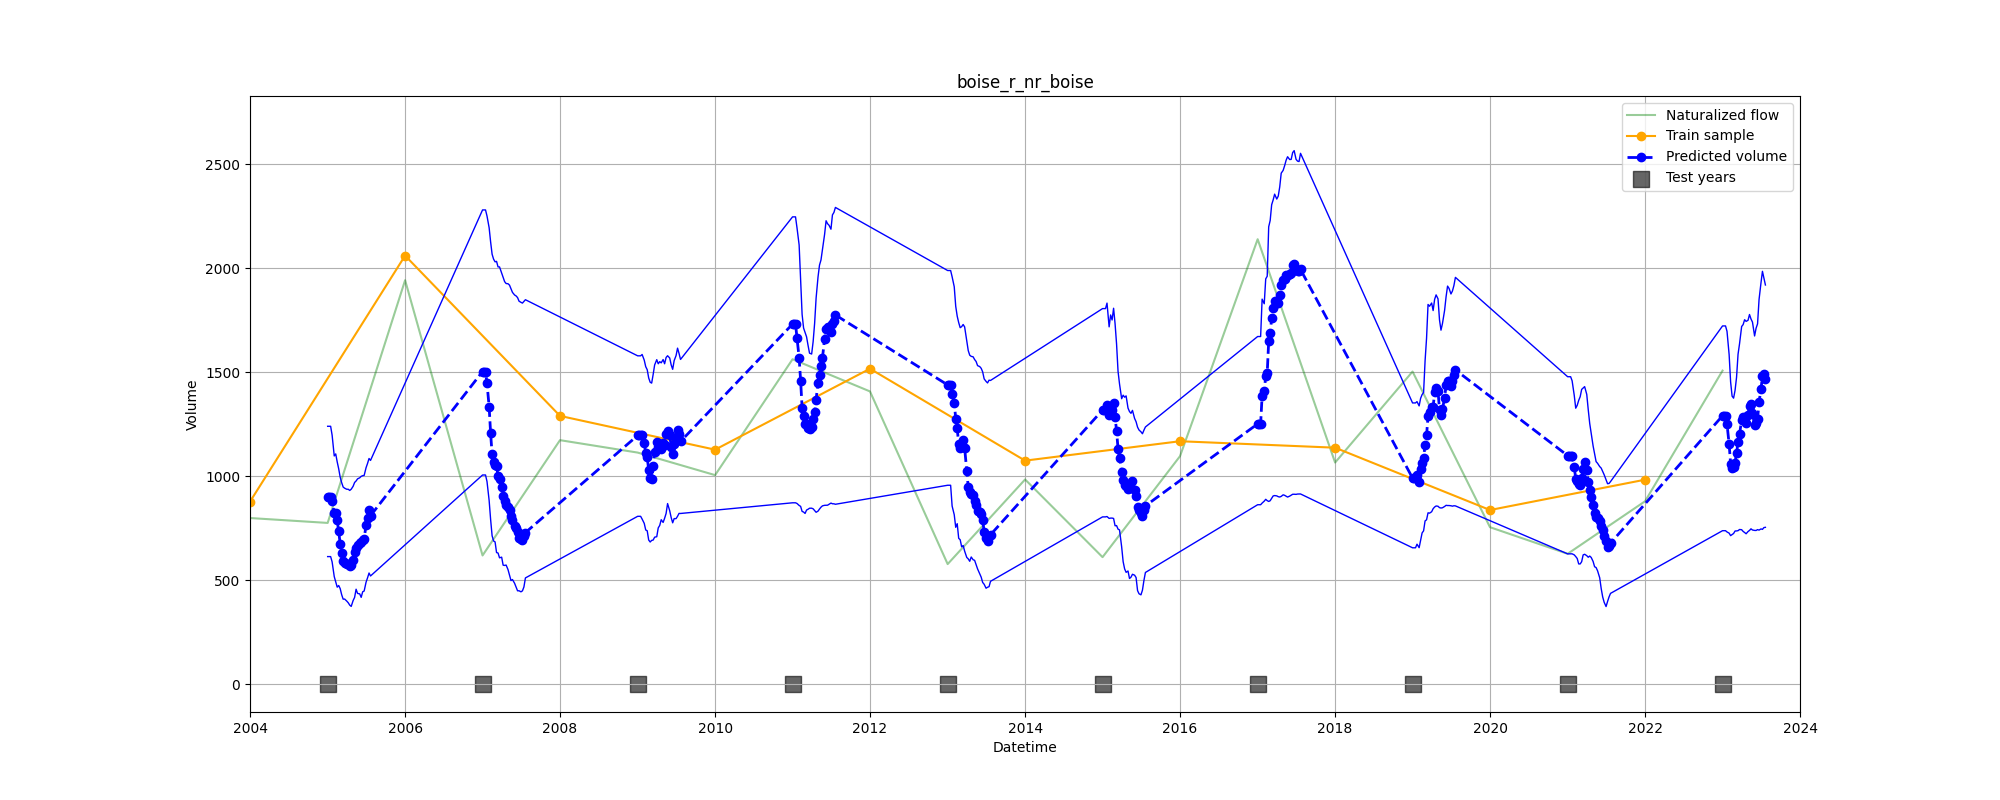 boise_r_nr_boise
Naturalized flow
Train sample
Predicted volume
Test years
Volume
2500
2000
1500
1000
500
0
2004
2006
2008
2010
2012
2014
2016
2018
2020
2022
2024
Datetime